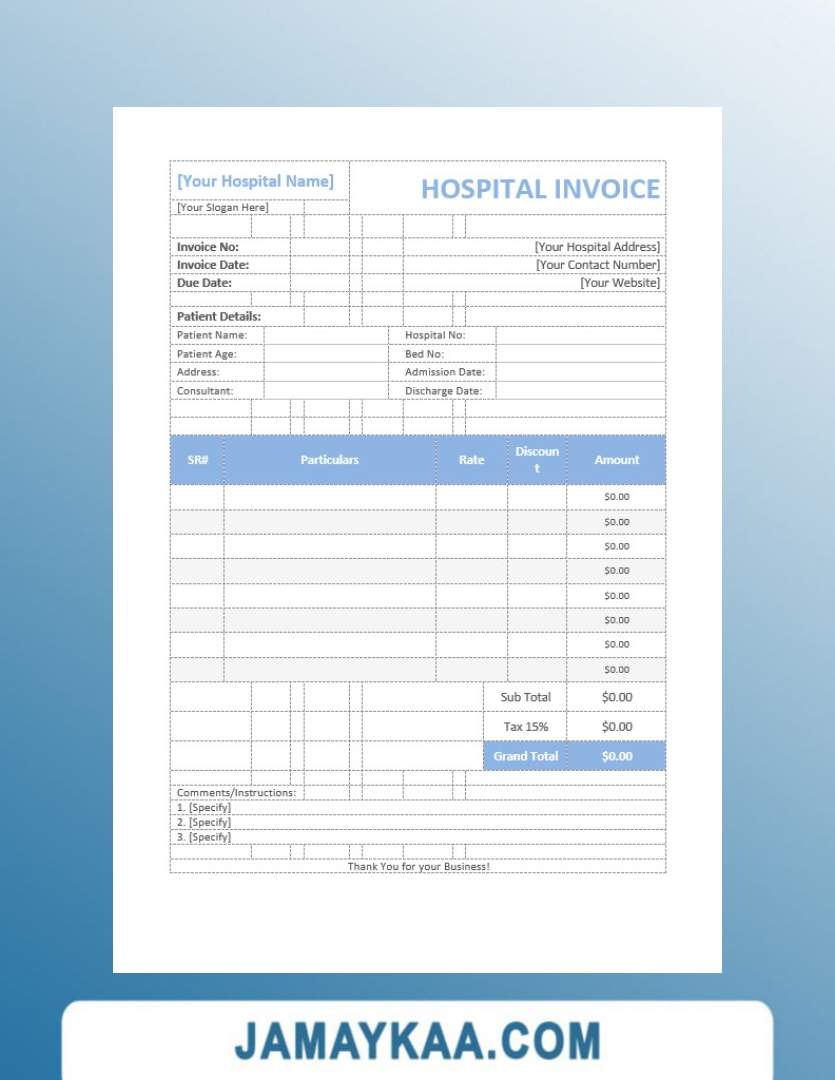 [Your Hospital Name]
HOSPITAL INVOICE
[Your Slogan Here]
Invoice No: [Your Hospital Address]
Invoice Date: [Your Contact Number]
Due Date: [Your Website]
Patient Details:
Patient Name: Hospital No:
Patient Age: Bed No:
Address: Admission Date:
Consultant: Discharge Date:
SR# Particulars Rate Discoun
t Amount
$0.00
$0.00
$0.00
$0.00
$0.00
$0.00
$0.00
$0.00
Sub Total $0.00
Tax 15% $0.00
Grand Total $0.00
Comments/Instructions:
1. [Specify]
2. [Specify]
3. [Specify]
Thank You for your Business!
JAMAYKAA.COM